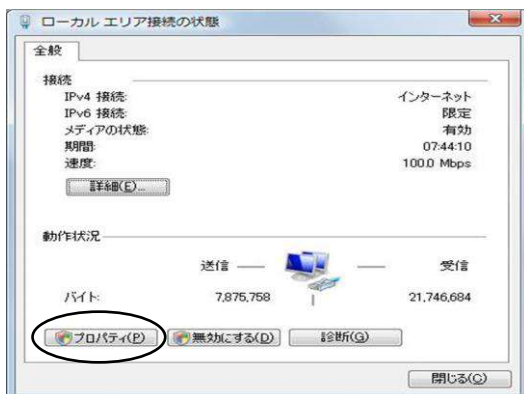 ローカル エリア接続の状態
全般
接続
IPv4 接続: インターネット
IPv6 接続: 限定
メディアの状態: 有効
期間: 07:44:10
速度: 100.0 Mbps
詳細(E)...
動作状況
送信 受信
バイト: 7,875,758 21,746,684
プロパティ(P) 無効にする(D) 診断(G)
閉じる(C)